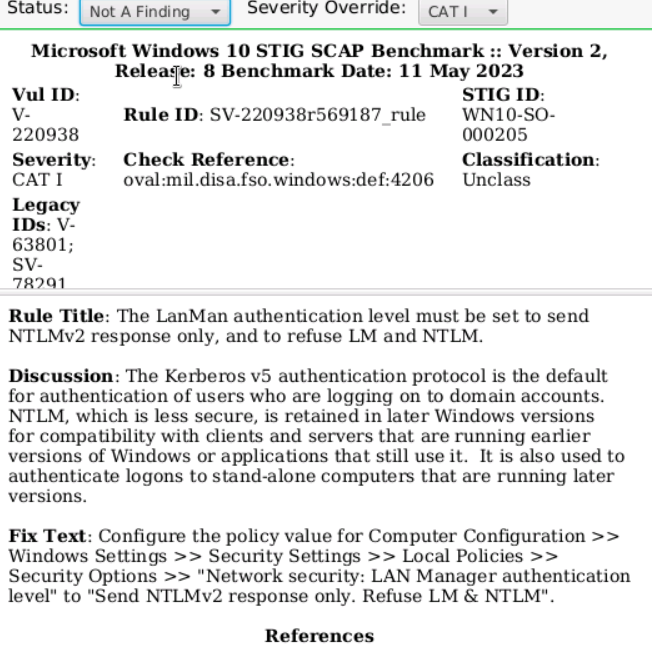 Status: Not A Finding Severity Override: CAT I
Microsoft Windows 10 STIG SCAP Benchmark :: Version 2,
Release: 8 Benchmark Date: 11 May 2023
Vul ID:
V-
220938
Rule ID: SV-220938r569187_rule
STIG ID:
WN10-SO-
000205
Severity:
CAT I
Check Reference:
oval:mil.disa.fso.windows:def:4206
Classification:
Unclass
Legacy
IDs: V-
63801;
SV-
78291
Rule Title: The LanMan authentication level must be set to send
NTLMv2 response only, and to refuse LM and NTLM.
Discussion: The Kerberos v5 authentication protocol is the default
for authentication of users who are logging on to domain accounts.
NTLM, which is less secure, is retained in later Windows versions
for compatibility with clients and servers that are running earlier
versions of Windows or applications that still use it. It is also used to
authenticate logons to stand-alone computers that are running later
versions.
Fix Text: Configure the policy value for Computer Configuration >>
Windows Settings >> Security Settings >> Local Policies >>
Security Options >> "Network security: LAN Manager authentication
level" to "Send NTLMv2 response only. Refuse LM & NTLM".
References